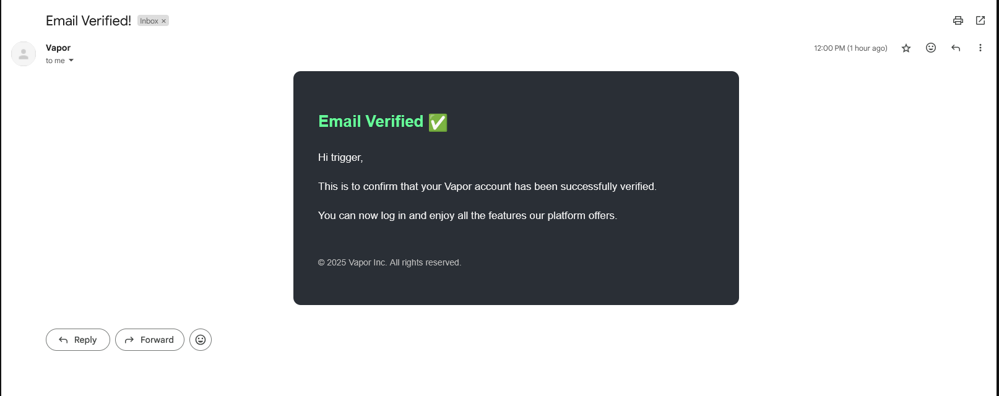 Email Verified! Inbox ×
Vapor
12:00 PM (1 hour ago)
to me
Email Verified ✅
Hi trigger,
This is to confirm that your Vapor account has been successfully verified.
You can now log in and enjoy all the features our platform offers.
© 2025 Vapor Inc. All rights reserved.
Reply
Forward